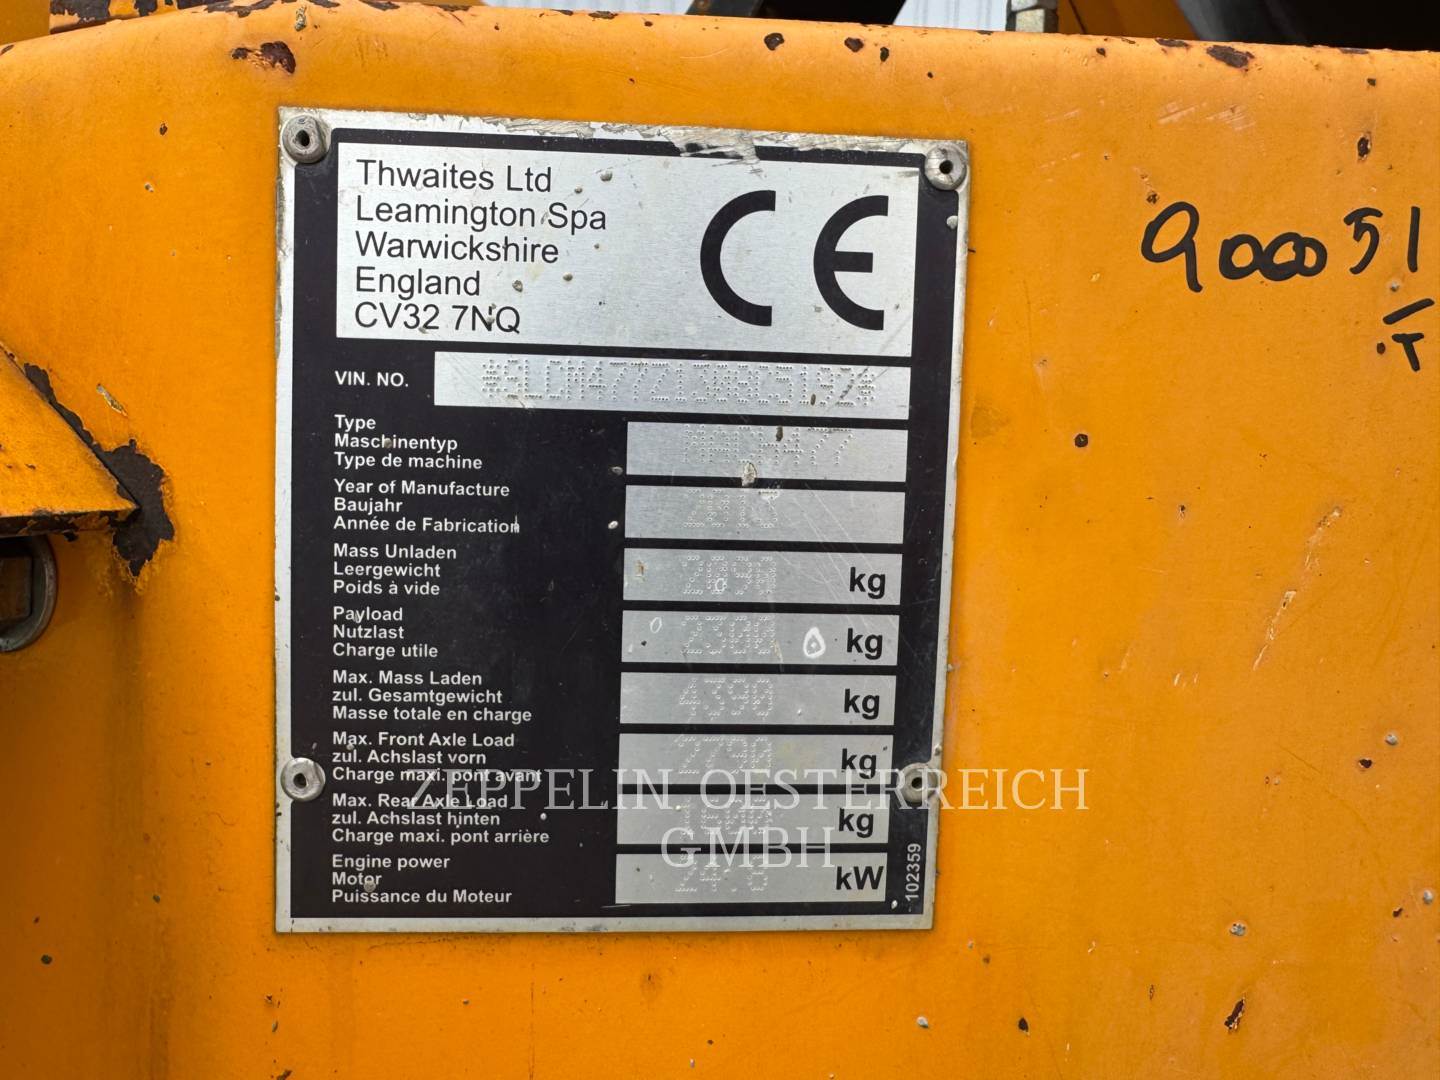 Thwaites Ltd
Leamington Spa
Warwickshire
England
CV32 7NQ
CE
VIN. NO.
Type
Maschinentyp
Type de machine
Year of Manufacture
Baujahr
Année de Fabrication
Mass Unladen
Leergewicht
Poids à vide
kg
Payload
Nutzlast
Charge utile
2300 kg
Max. Mass Laden
zul. Gesamtgewicht
Masse totale en charge
4390 kg
Max. Front Axle Load
zul. Achslast vorn
Charge maxi. pont avant
kg
Max. Rear Axle Load
zul. Achslast hinten
Charge maxi. pont arrière
kg
Engine power
Motor
Puissance du Moteur
kW
102359
900051
T
ZEPPELIN OESTERREICH
GMBH